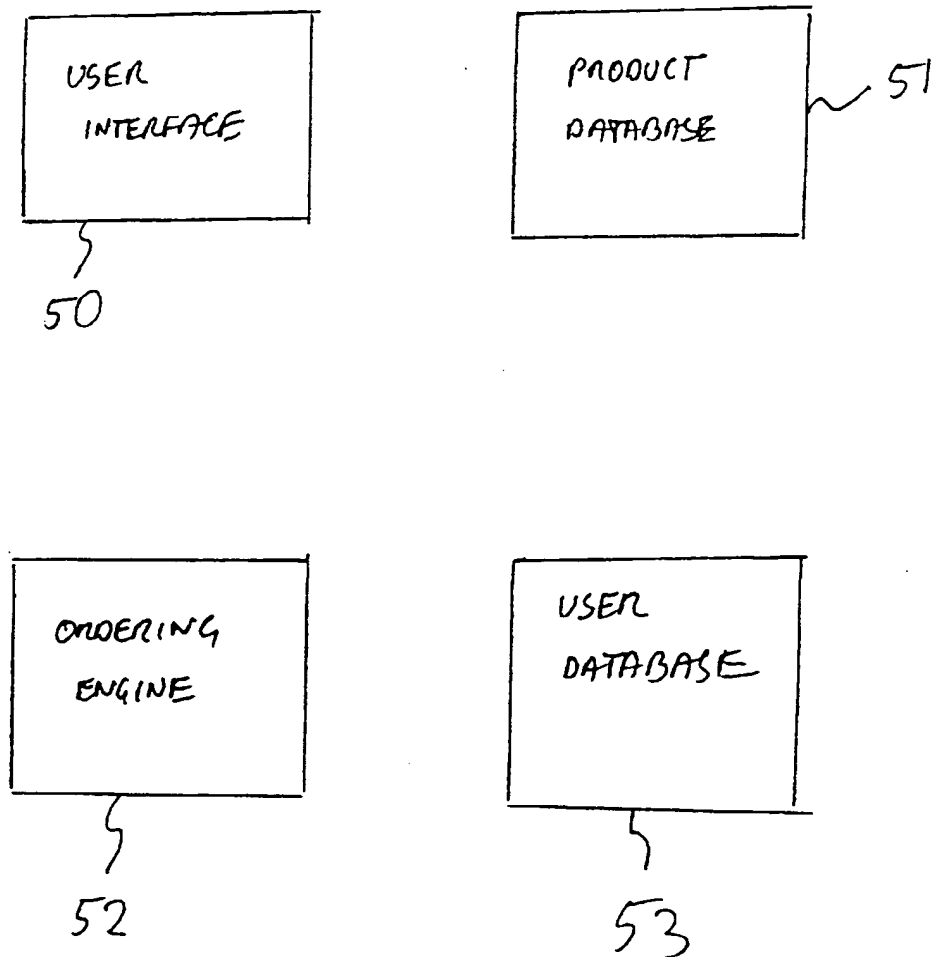 USER
INTERFACE
50
PRODUCT
DATABASE
51
ORDERING
ENGINE
52
USER
DATABASE
53